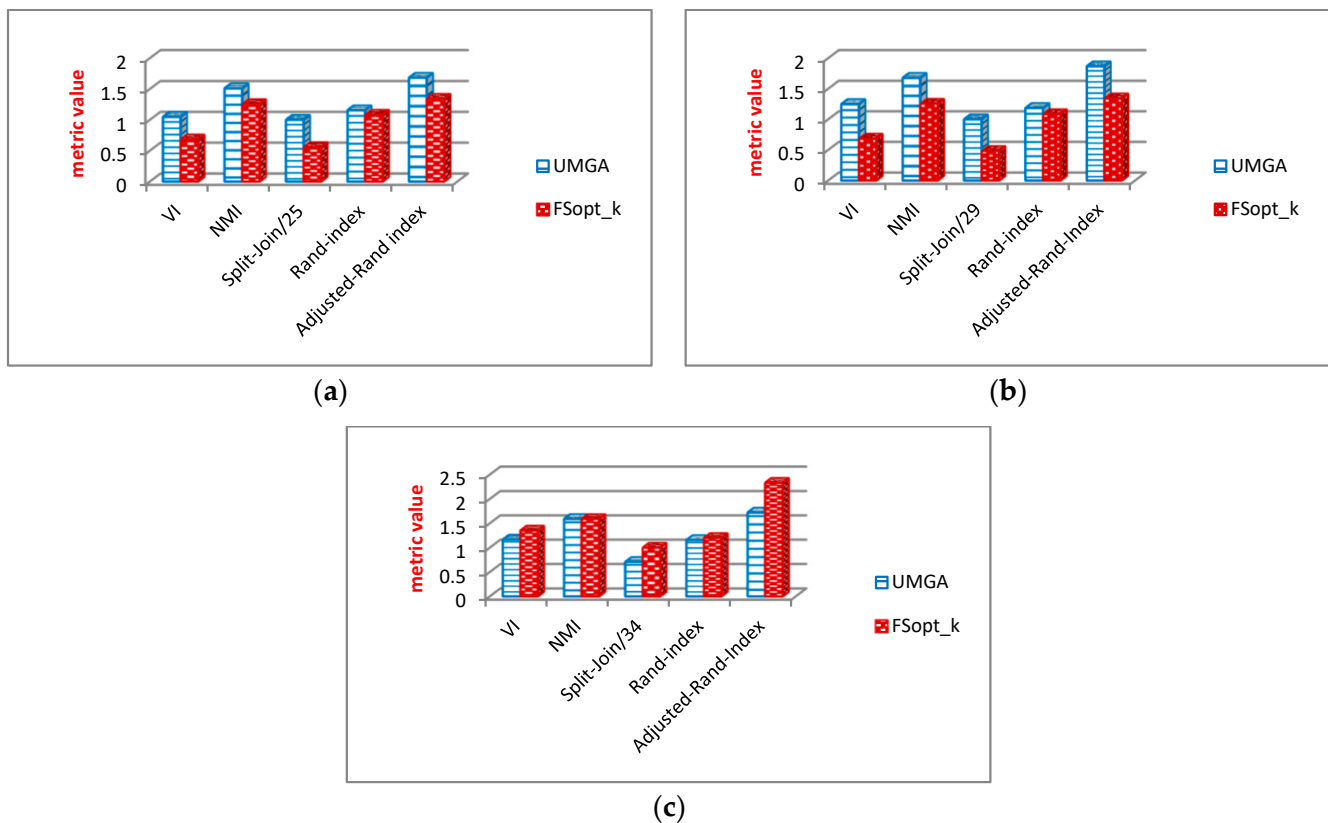 metric value
2
1.5
1
0.5
0
VI
NMI
Split-Join/25
Rand-index
Adjusted-Rand index
UMGA
FSopt_k
(a)
metric value
2
1.5
1
0.5
0
VI
NMI
Split-Join/29
Rand-index
Adjusted-Rand-Index
UMGA
FSopt_k
(b)
metric value
2.5
2
1.5
1
0.5
0
VI
NMI
Split-Join/34
Rand-index
Adjusted-Rand-Index
UMGA
FSopt_k
(c)